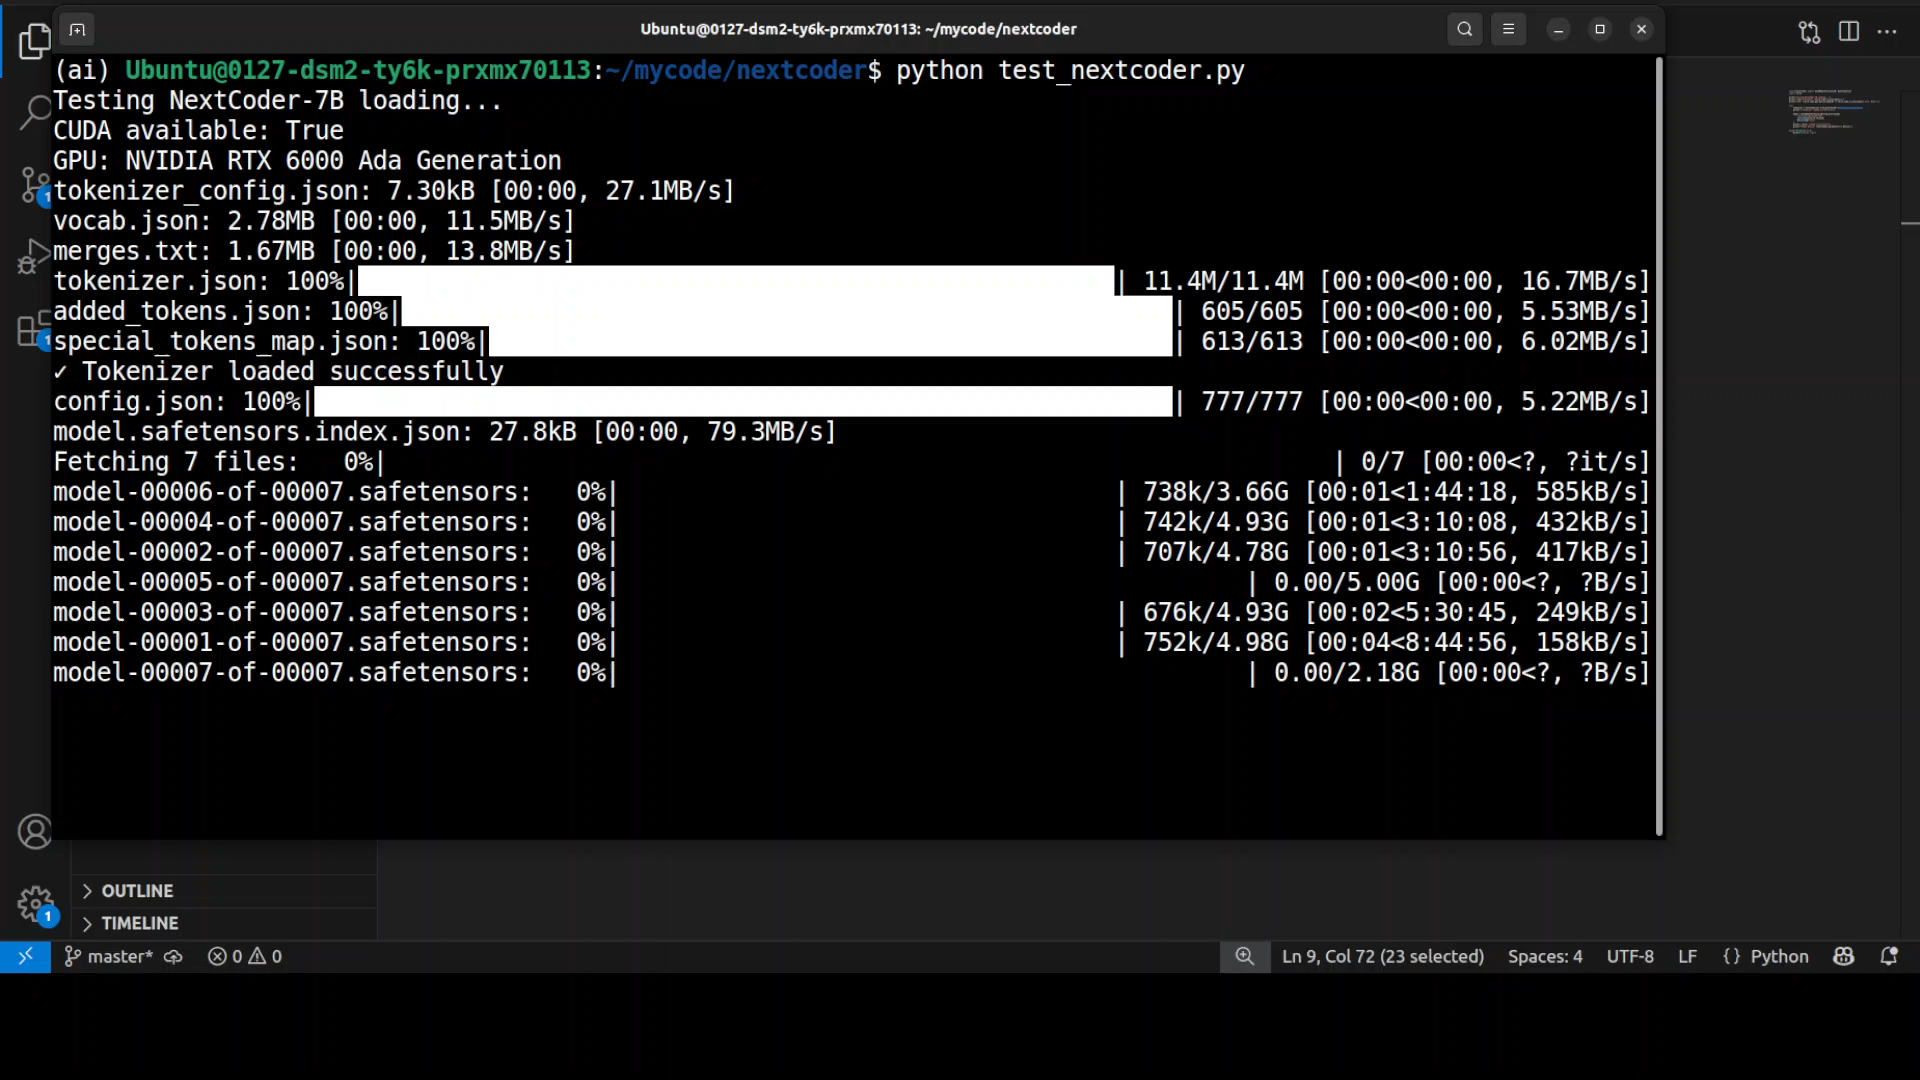 Ubuntu@0127-dsm2-ty6k-prxmx70113: ~/mycode/nextcoder
(ai) Ubuntu@0127-dsm2-ty6k-prxmx70113:~/mycode/nextcoder$ python test_nextcoder.py
Testing NextCoder-7B loading...
CUDA available: True
GPU: NVIDIA RTX 6000 Ada Generation
tokenizer_config.json: 7.30kB [00:00, 27.1MB/s]
vocab.json: 2.78MB [00:00, 11.5MB/s]
merges.txt: 1.67MB [00:00, 13.8MB/s]
tokenizer.json: 100%| | 11.4M/11.4M [00:00<00:00, 16.7MB/s]
added_tokens.json: 100%| | 605/605 [00:00<00:00, 5.53MB/s]
special_tokens_map.json: 100%| | 613/613 [00:00<00:00, 6.02MB/s]
✓ Tokenizer loaded successfully
config.json: 100%| | 777/777 [00:00<00:00, 5.22MB/s]
model.safetensors.index.json: 27.8kB [00:00, 79.3MB/s]
Fetching 7 files: 0%| | 0/7 [00:00<?, ?it/s]
model-00006-of-00007.safetensors: 0%| | 738k/3.66G [00:01<1:44:18, 585kB/s]
model-00004-of-00007.safetensors: 0%| | 742k/4.93G [00:01<3:10:08, 432kB/s]
model-00002-of-00007.safetensors: 0%| | 707k/4.78G [00:01<3:10:56, 417kB/s]
model-00005-of-00007.safetensors: 0%| | 0.00/5.00G [00:00<?, ?B/s]
model-00003-of-00007.safetensors: 0%| | 676k/4.93G [00:02<5:30:45, 249kB/s]
model-00001-of-00007.safetensors: 0%| | 752k/4.98G [00:04<8:44:56, 158kB/s]
model-00007-of-00007.safetensors: 0%| | 0.00/2.18G [00:00<?, ?B/s]
OUTLINE
1
TIMELINE
master* 0 0 Ln 9, Col 72 (23 selected) Spaces: 4 UTF-8 LF {} Python